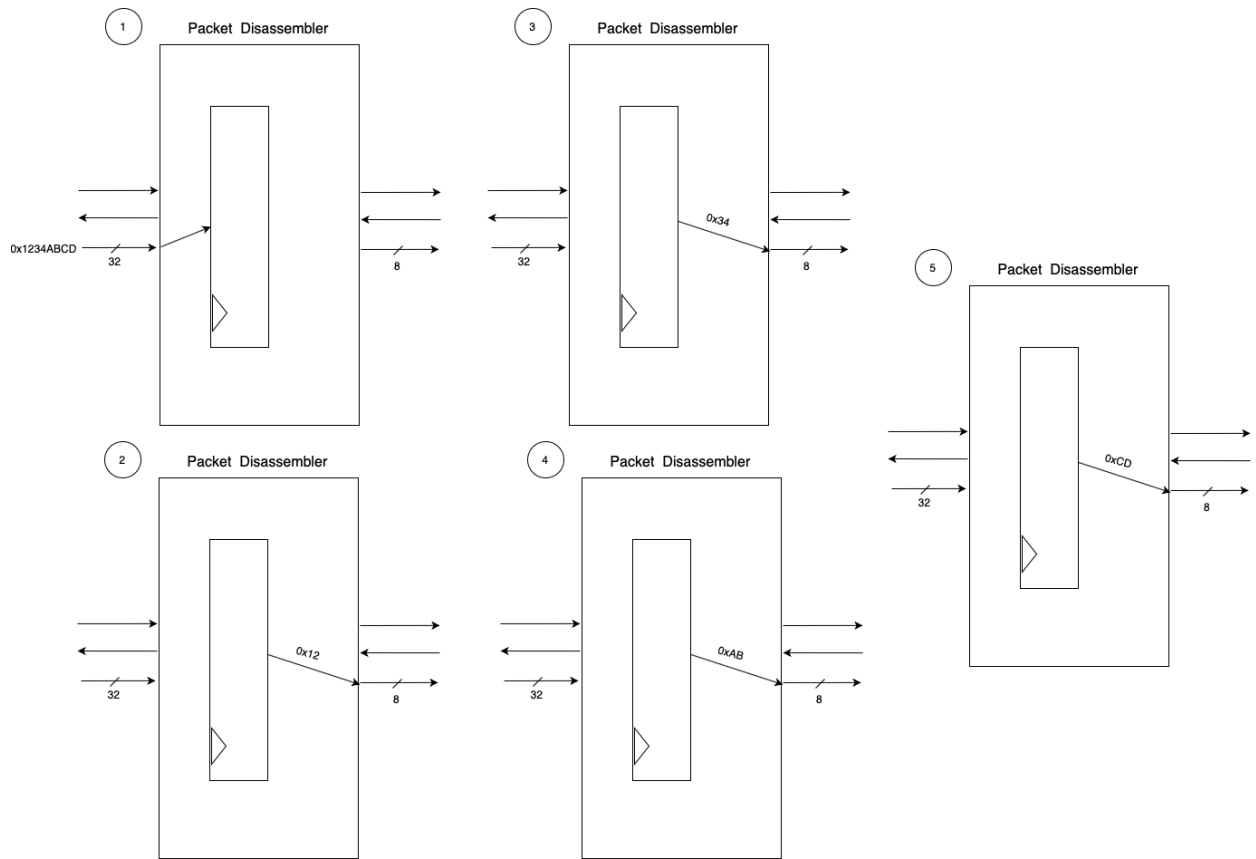 1
Packet Disassembler
0x1234ABCD
32
8
2
Packet Disassembler
0x12
32
8
3
Packet Disassembler
0x34
32
8
4
Packet Disassembler
0xAB
32
8
5
Packet Disassembler
0xCD
32
8